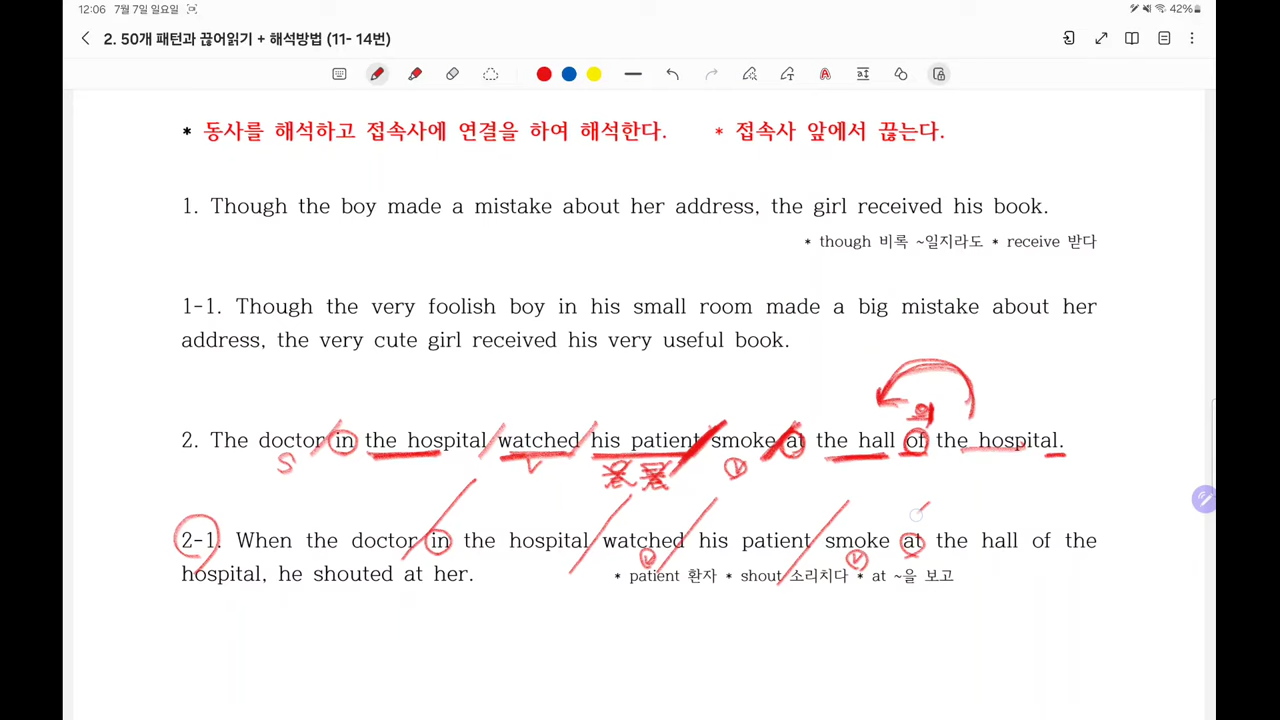 12:06 7월 7일 일요일 42%
2. 50개 패턴과 끊어읽기 + 해석방법 (11- 14번)
* 동사를 해석하고 접속사에 연결을 하여 해석한다. * 접속사 앞에서 끊는다.
1. Though the boy made a mistake about her address, the girl received his book.
* though 비록 ~일지라도 * receive 받다
1-1. Though the very foolish boy in his small room made a big mistake about her
address, the very cute girl received his very useful book.
의
2. The doctor in the hospital watched his patient smoke at the hall of the hospital.
S V V
2-1. When the doctor in the hospital watched his patient smoke at the hall of the
V V
hospital, he shouted at her. * patient 환자 * shout 소리치다 * at ~을 보고